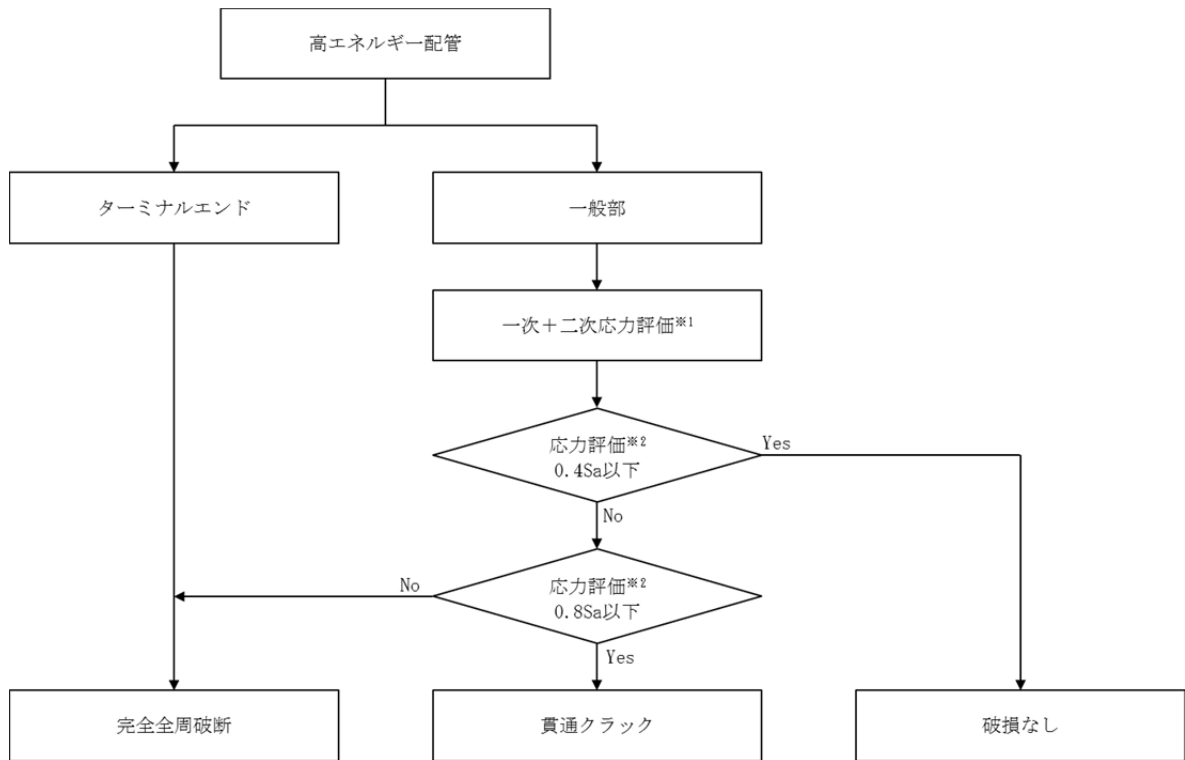 高エネルギー配管
ターミナルエンド
一般部
一次＋二次応力評価※1
応力評価※2
0.4Sa以下
Yes
No
応力評価※2
0.8Sa以下
No
Yes
完全全周破断
貫通クラック
破損なし